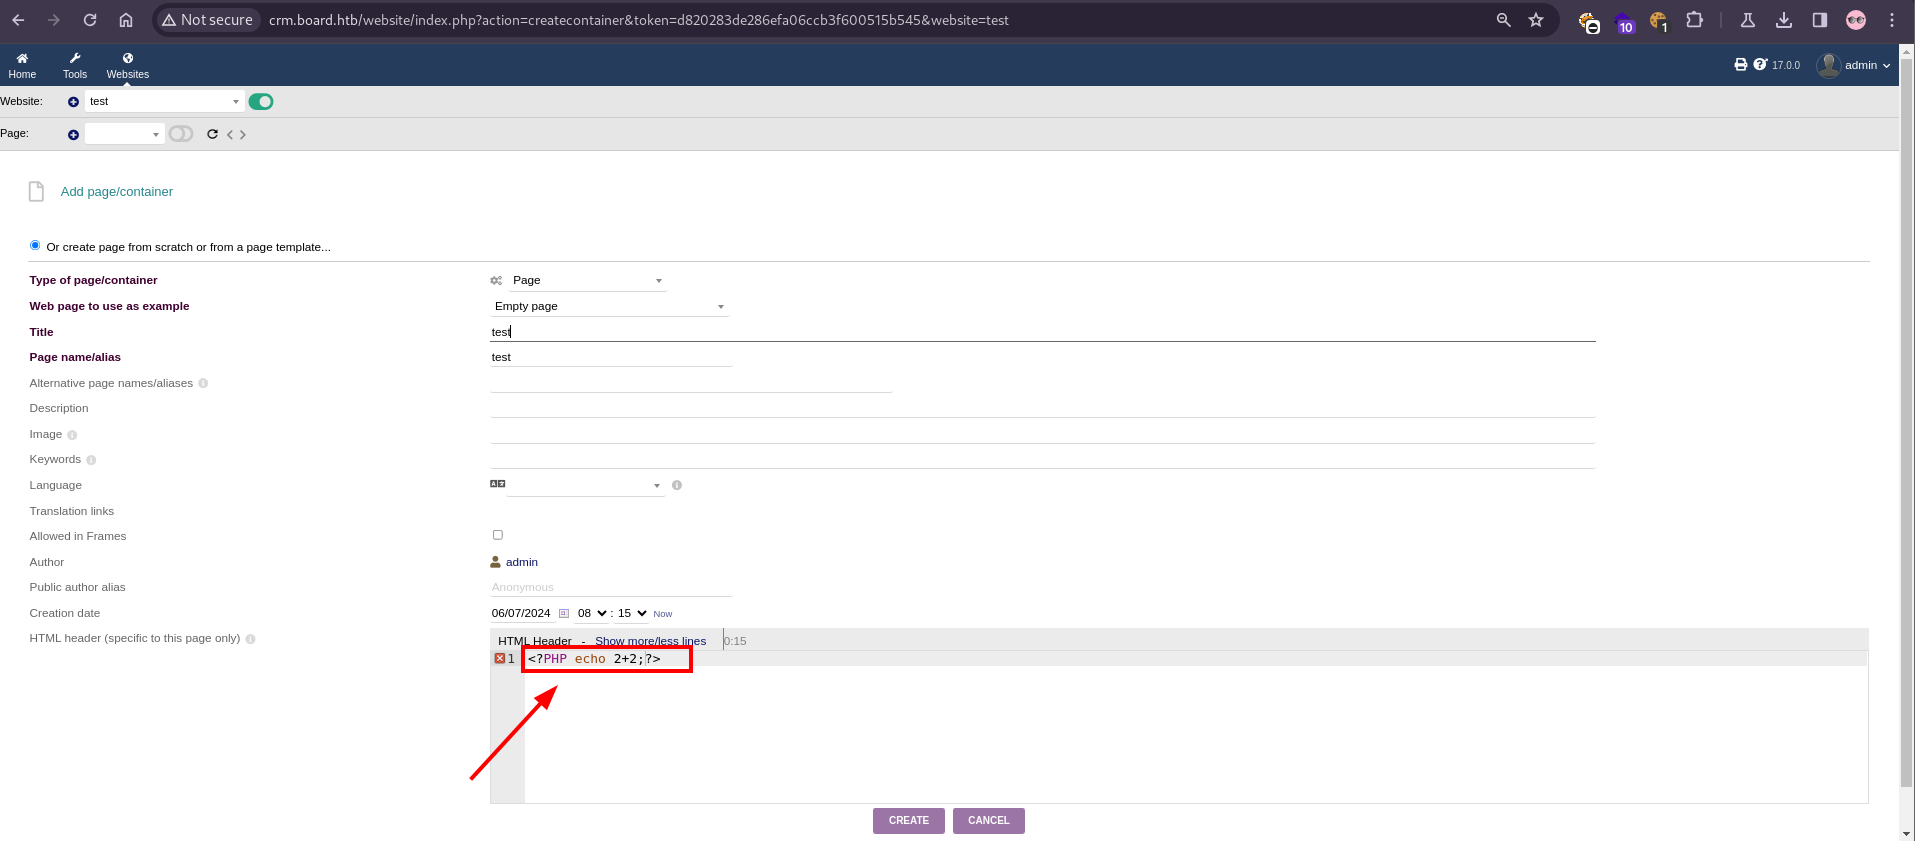 Not secure crm.board.htb/website/index.php?action=createcontainer&token=d820283de286efa06ccb3f600515b545&website=test
10 1
Home Tools Websites 17.0.0 admin
Website: test
Page:
Add page/container
Or create page from scratch or from a page template...
Type of page/container Page
Web page to use as example Empty page
Title test
Page name/alias test
Alternative page names/aliases
Description
Image
Keywords
Language
Translation links
Allowed in Frames
Author admin
Public author alias Anonymous
Creation date 06/07/2024 08 : 15 Now
HTML header (specific to this page only) HTML Header - Show more/less lines 0:15
1 <?PHP echo 2+2;?>
CREATE CANCEL